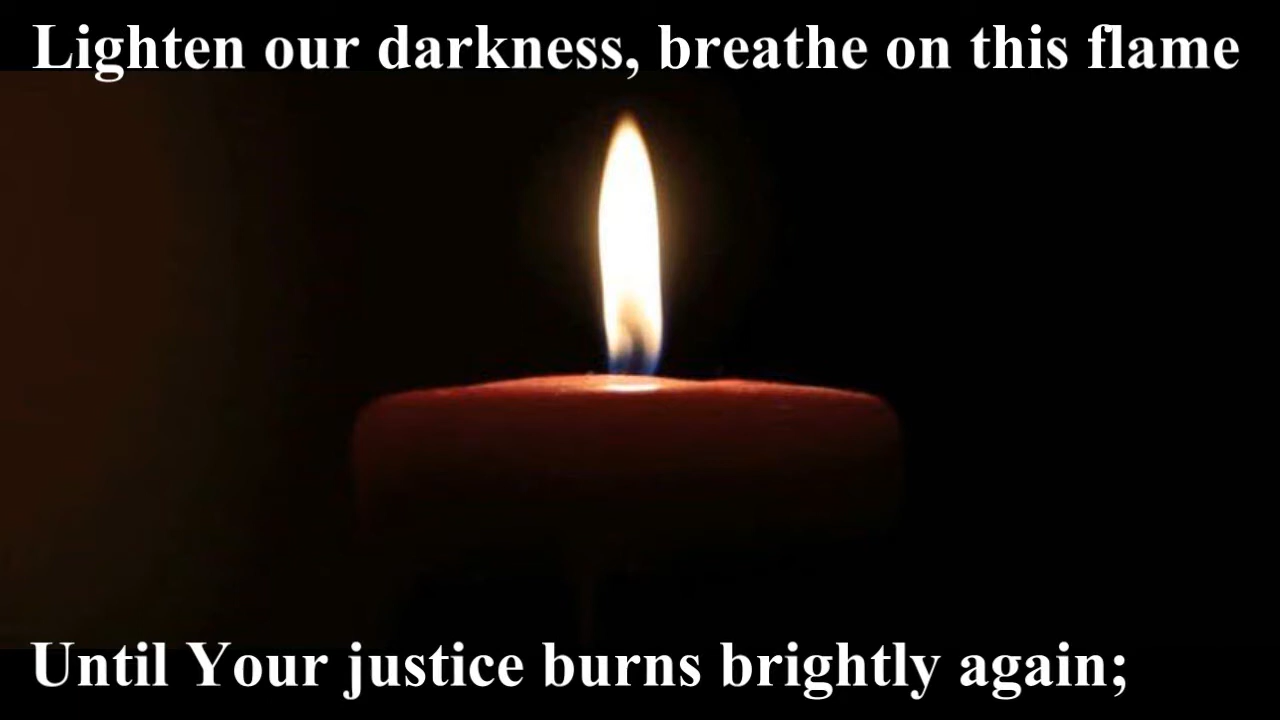 Lighten our darkness, breathe on this flame
Until Your justice burns brightly again;